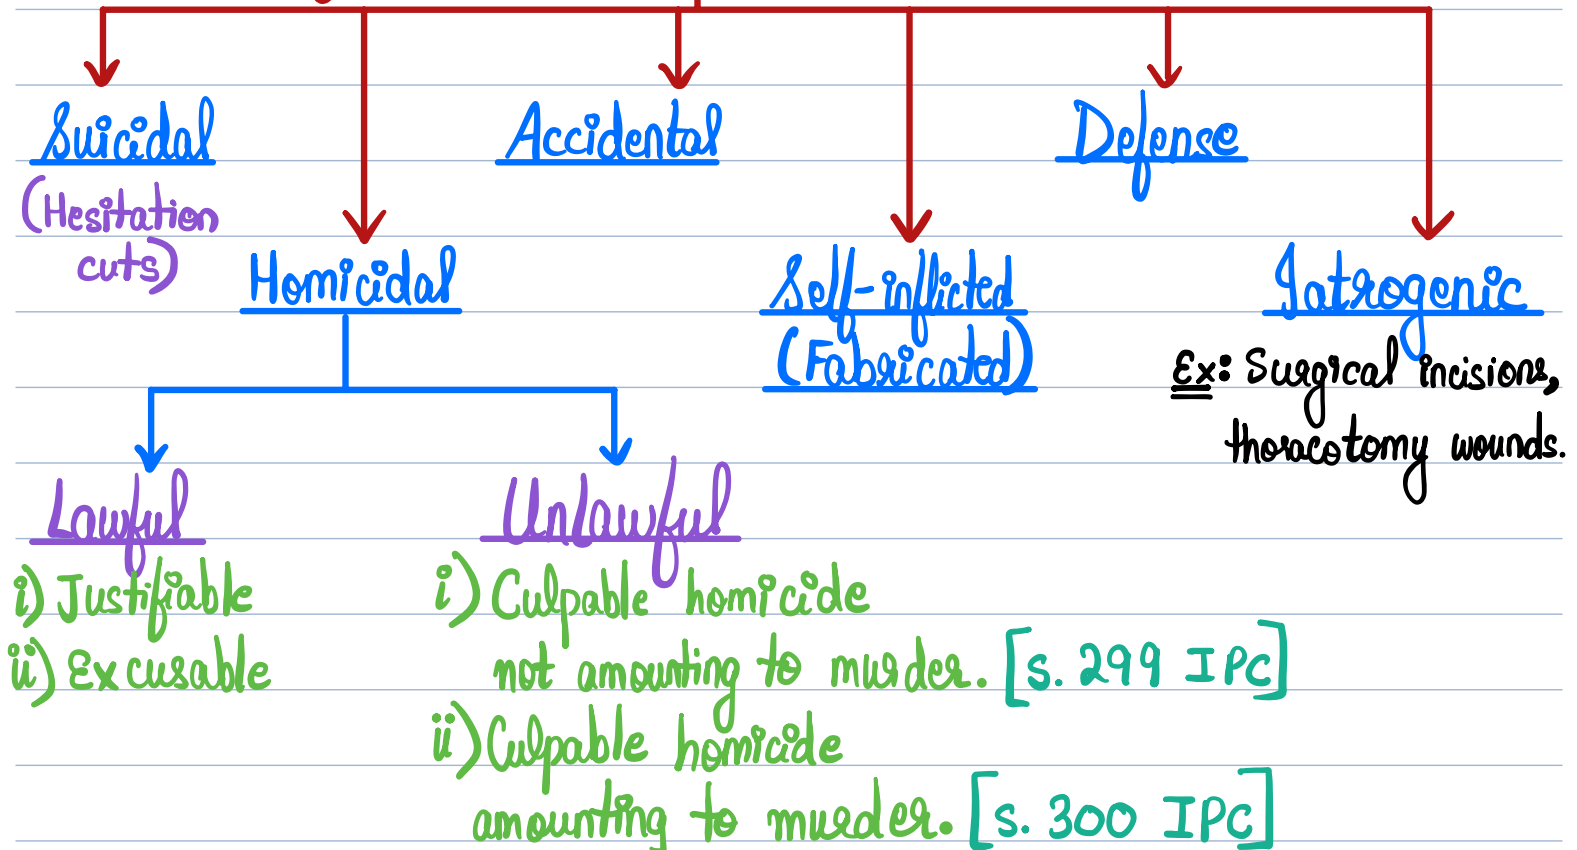 Suicidal
(Hesitation
cuts)
Accidental
Defense
Homicidal
Self-inflicted
(Fabricated)
Iatrogenic
Ex: Surgical incisions,
thoracotomy wounds.
Lawful
i) Justifiable
ii) Excusable
Unlawful
i) Culpable homicide
not amounting to murder. [s. 299 IPC]
ii) Culpable homicide
amounting to murder. [s. 300 IPC]